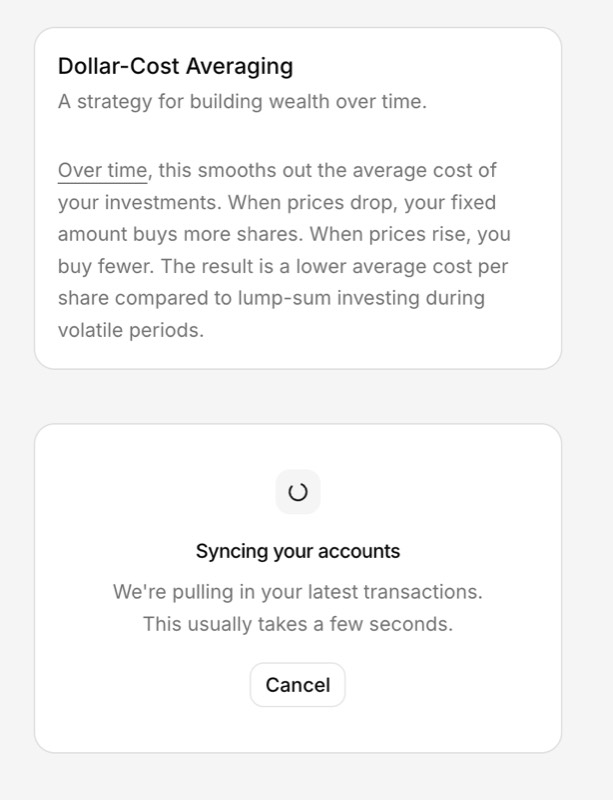 Dollar-Cost Averaging
A strategy for building wealth over time.
Over time, this smooths out the average cost of
your investments. When prices drop, your fixed
amount buys more shares. When prices rise, you
buy fewer. The result is a lower average cost per
share compared to lump-sum investing during
volatile periods.
Syncing your accounts
We're pulling in your latest transactions.
This usually takes a few seconds.
Cancel